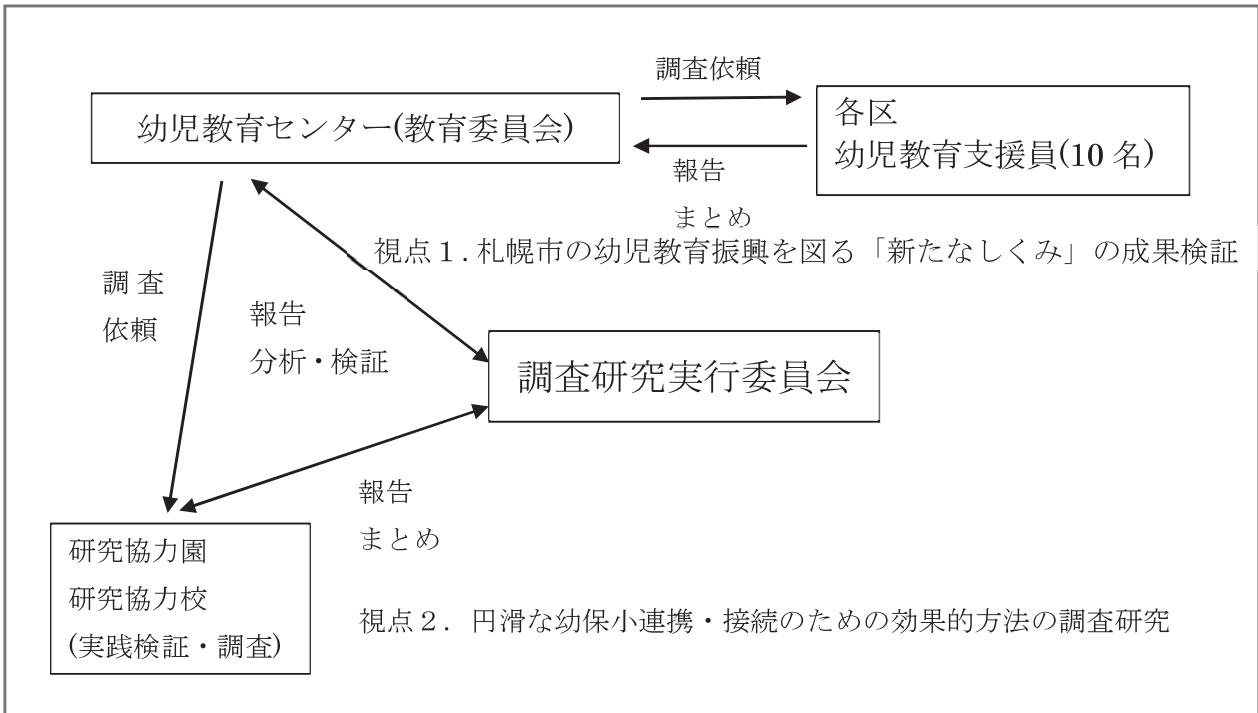 調査依頼
幼児教育センター(教育委員会)
各区
幼児教育支援員(10 名)
報告
まとめ
視点１. 札幌市の幼児教育振興を図る「新たなしくみ」の成果検証
調 査
依頼
報告
分析・検証
調査研究実行委員会
報告
まとめ
研究協力園
研究協力校
(実践検証・調査)
視点２． 円滑な幼保小連携・接続のための効果的方法の調査研究